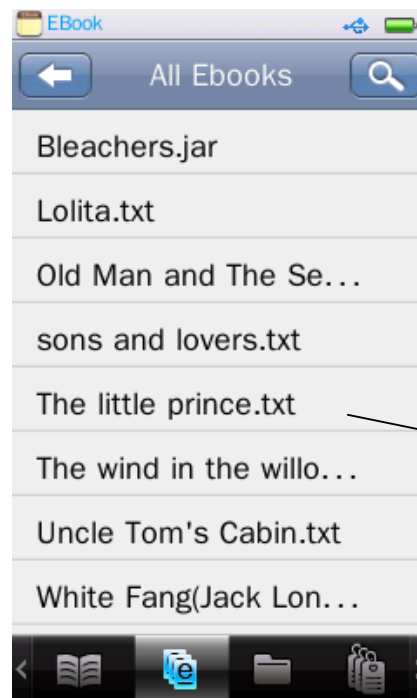 EBook
All Ebooks
Bleachers.jar
Lolita.txt
Old Man and The Se...
sons and lovers.txt
The little prince.txt
The wind in the willo...
Uncle Tom's Cabin.txt
White Fang(Jack Lon...